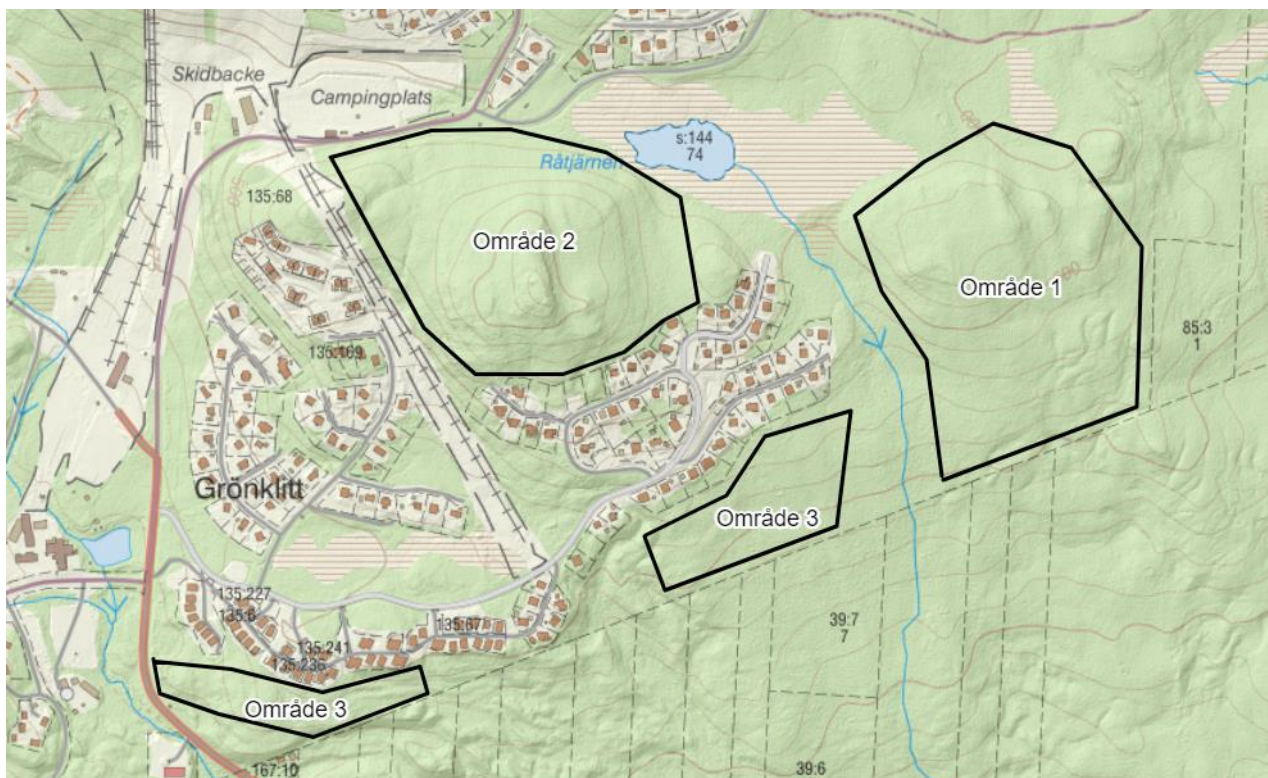 Skidbacke
Campingplats
s:144
74
Råtjärnen
135:68
Område 2
Område 1
85:3
1
135:169
Grönklitt
Område 3
135:227
135:6
135:67
135:241
135:236
39:7
7
Område 3
167:10
39:6